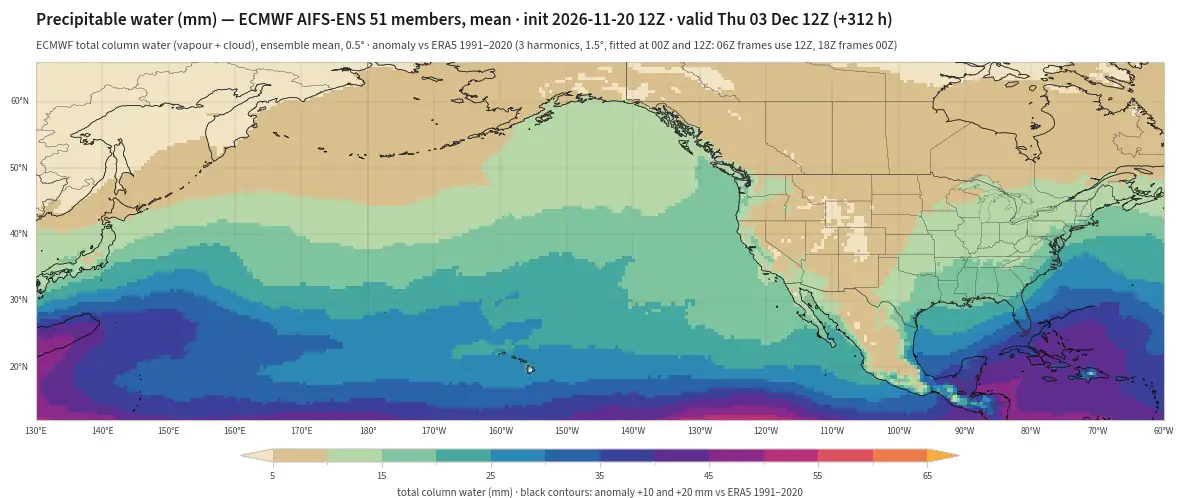 Precipitable water (mm) — ECMWF AIFS-ENS 51 members, mean · init 2026-11-20 12Z · valid Thu 03 Dec 12Z (+312 h)
ECMWF total column water (vapour + cloud), ensemble mean, 0.5° · anomaly vs ERA5 1991–2020 (3 harmonics, 1.5°, fitted at 00Z and 12Z: 06Z frames use 12Z, 18Z frames 00Z)
60°N
50°N
40°N
30°N
20°N
130°E 140°E 150°E 160°E 170°E 180° 170°W 160°W 150°W 140°W 130°W 120°W 110°W 100°W 90°W 80°W 70°W 60°W
5 15 25 35 45 55 65
total column water (mm) · black contours: anomaly +10 and +20 mm vs ERA5 1991–2020